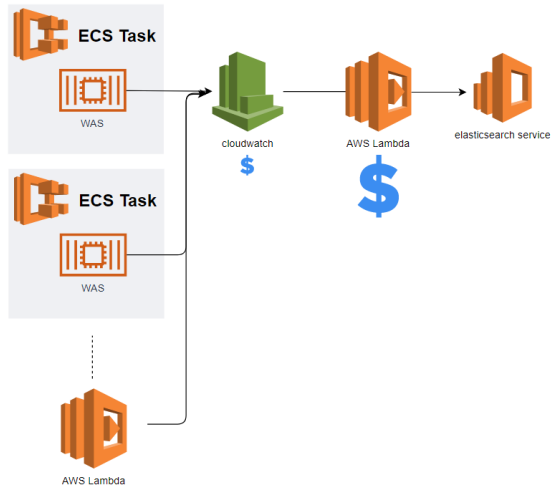 ECS Task
WAS
cloudwatch
$
AWS Lambda
$
elasticsearch service
ECS Task
WAS
AWS Lambda